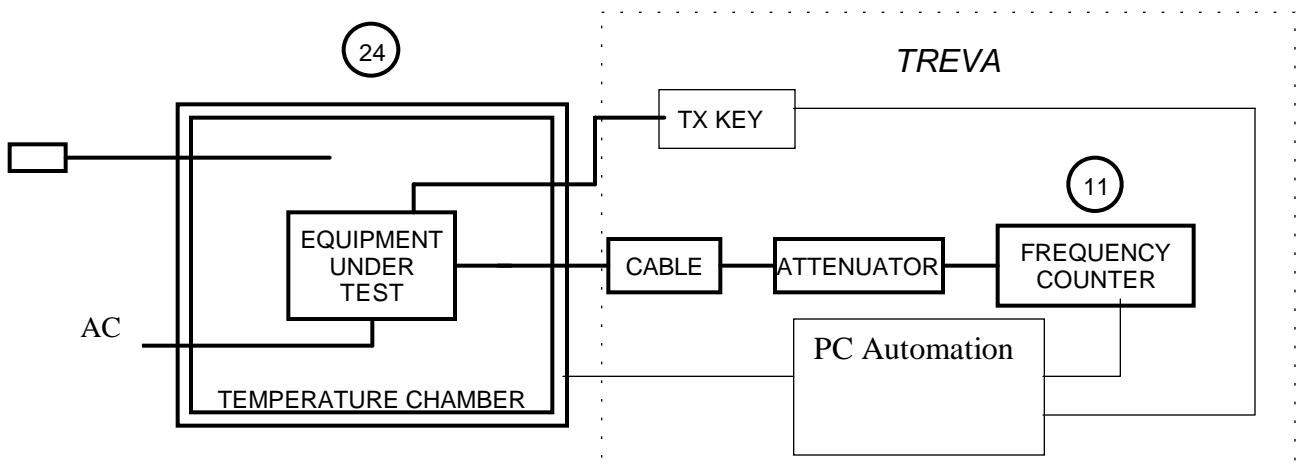 24
TREVA
TX KEY
11
EQUIPMENT
UNDER
TEST
CABLE
ATTENUATOR
FREQUENCY
COUNTER
AC
PC Automation
TEMPERATURE CHAMBER